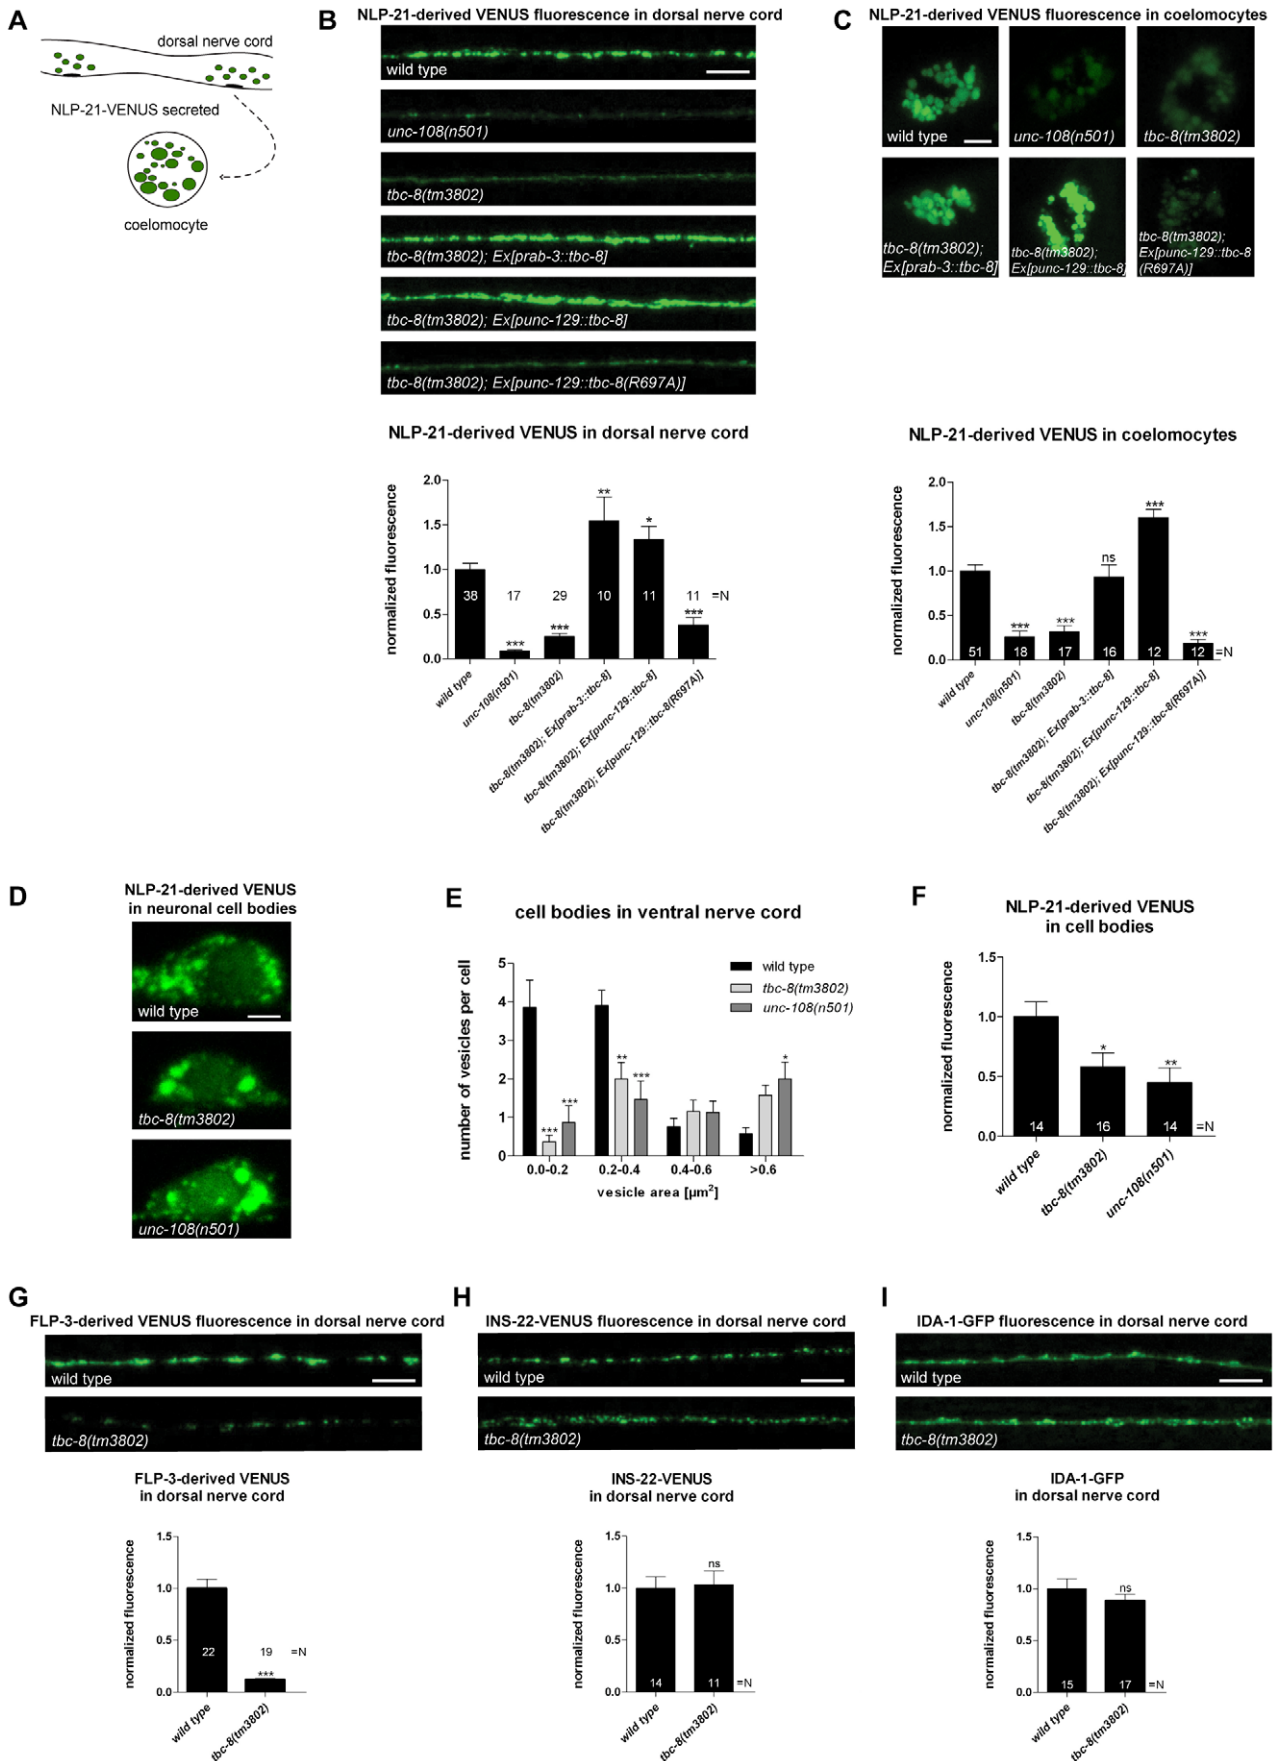 A
dorsal nerve cord
NLP-21-VENUS secreted
coelomocyte
B
NLP-21-derived VENUS fluorescence in dorsal nerve cord
wild type
unc-108(n501)
tbc-8(tm3802)
tbc-8(tm3802); Ex[prab-3::tbc-8]
tbc-8(tm3802); Ex[punc-129::tbc-8]
tbc-8(tm3802); Ex[punc-129::tbc-8(R697A)]
NLP-21-derived VENUS in dorsal nerve cord
normalized fluorescence
2.0
1.5
1.0
0.5
0.0
38
17
29
10
11
11
=N
***
***
**
*
***
wild type
unc-108(n501)
tbc-8(tm3802)
tbc-8(tm3802); Ex[prab-3::tbc-8]
tbc-8(tm3802); Ex[punc-129::tbc-8]
tbc-8(tm3802); Ex[punc-129::tbc-8(R697A)]
C
NLP-21-derived VENUS fluorescence in coelomocytes
wild type
unc-108(n501)
tbc-8(tm3802)
tbc-8(tm3802);
Ex[prab-3::tbc-8]
tbc-8(tm3802);
Ex[punc-129::tbc-8]
tbc-8(tm3802);
Ex[punc-129::tbc-8
(R697A)]
NLP-21-derived VENUS in coelomocytes
normalized fluorescence
2.0
1.5
1.0
0.5
0.0
51
18
17
16
12
12
=N
***
***
ns
***
***
wild type
unc-108(n501)
tbc-8(tm3802)
tbc-8(tm3802); Ex[prab-3::tbc-8]
tbc-8(tm3802); Ex[punc-129::tbc-8]
tbc-8(tm3802); Ex[punc-129::tbc-8(R697A)]
D
NLP-21-derived VENUS
in neuronal cell bodies
wild type
tbc-8(tm3802)
unc-108(n501)
E
cell bodies in ventral nerve cord
number of vesicles per cell
5
4
3
2
1
0
wild type
tbc-8(tm3802)
unc-108(n501)
***
***
**
***
*
0.0-0.2
0.2-0.4
0.4-0.6
>0.6
vesicle area [µm²]
F
NLP-21-derived VENUS
in cell bodies
normalized fluorescence
1.5
1.0
0.5
0.0
*
**
14
16
14
=N
wild type
tbc-8(tm3802)
unc-108(n501)
G
FLP-3-derived VENUS fluorescence in dorsal nerve cord
wild type
tbc-8(tm3802)
FLP-3-derived VENUS
in dorsal nerve cord
normalized fluorescence
1.5
1.0
0.5
0.0
22
19
=N
***
wild type
tbc-8(tm3802)
H
INS-22-VENUS fluorescence in dorsal nerve cord
wild type
tbc-8(tm3802)
INS-22-VENUS
in dorsal nerve cord
normalized fluorescence
1.5
1.0
0.5
0.0
ns
14
11
=N
wild type
tbc-8(tm3802)
I
IDA-1-GFP fluorescence in dorsal nerve cord
wild type
tbc-8(tm3802)
IDA-1-GFP
in dorsal nerve cord
normalized fluorescence
1.5
1.0
0.5
0.0
ns
15
17
=N
wild type
tbc-8(tm3802)